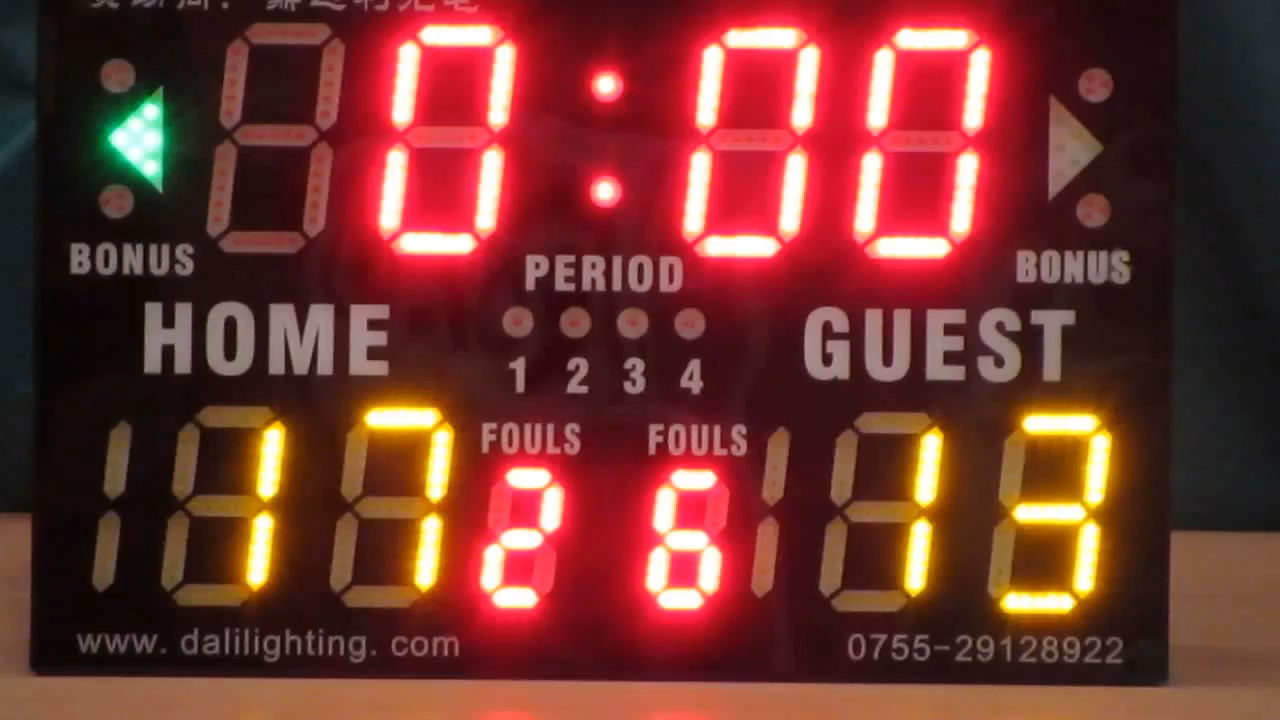 0:00
BONUS PERIOD BONUS
HOME GUEST
1 2 3 4
FOULS FOULS
17 2 6 13
www.dalilighting.com 0755-29128922